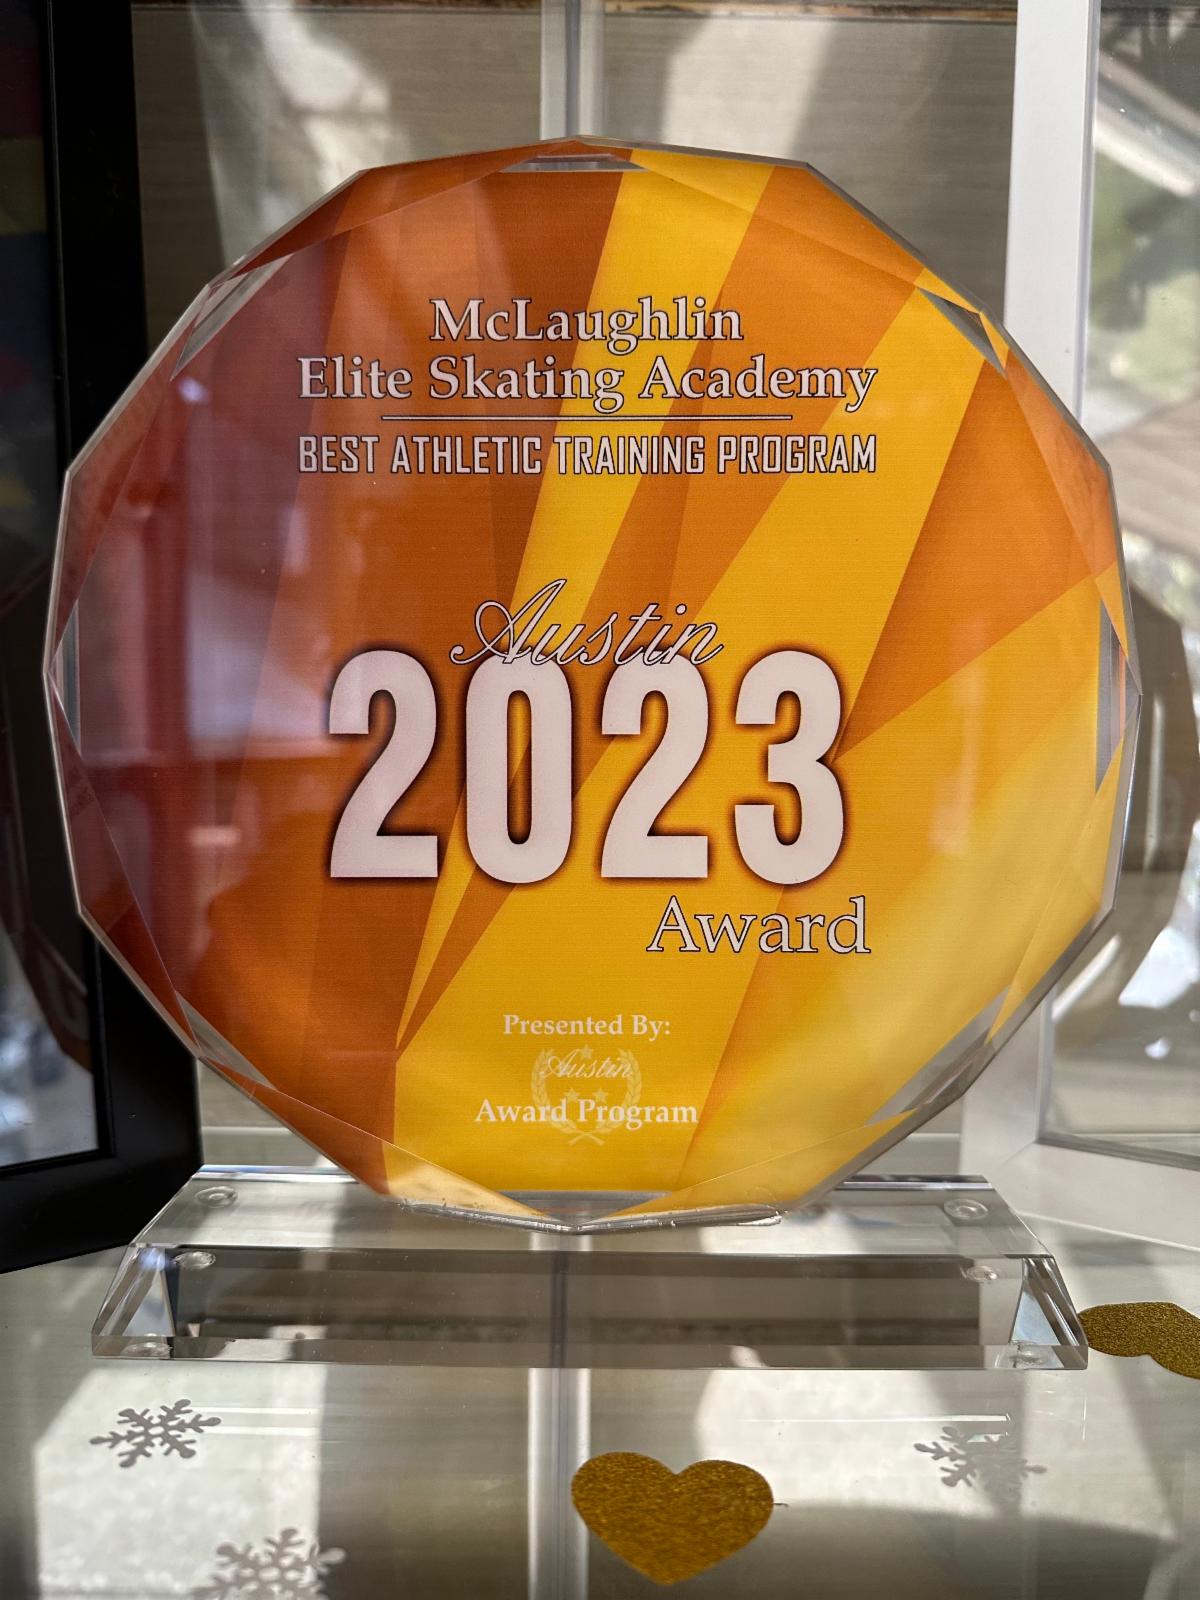 McLaughlin
Elite Skating Academy
BEST ATHLETIC TRAINING PROGRAM
Austin
2023
Award
Presented By:
Austin
Award Program